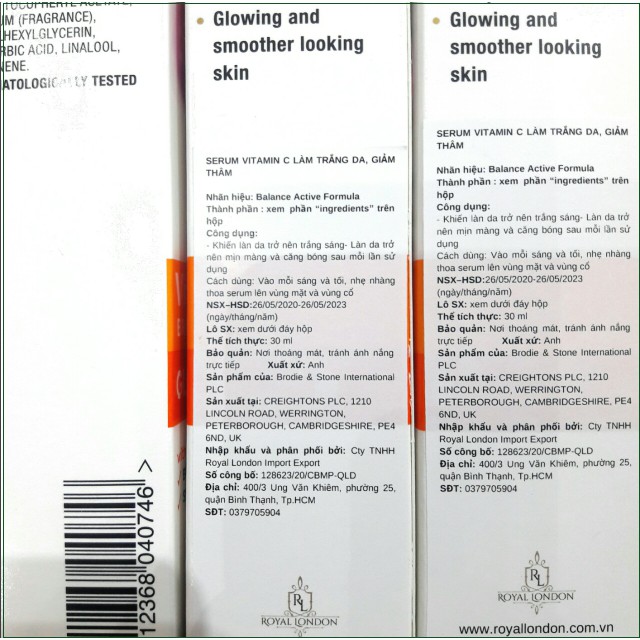 TOCOPHERYL ACETATE,
UM (FRAGRANCE),
LHEXYLGLYCERIN,
RBIC ACID, LINALOOL,
NENE.
ATOLOGICALLY TESTED
12368 040746 >
• Glowing and
smoother looking
skin
SERUM VITAMIN C LÀM TRẮNG DA, GIẢM
THÂM
Nhãn hiệu: Balance Active Formula
Thành phần : xem phần “ingredients” trên
hộp
Công dụng:
- Khiến làn da trở nên trắng sáng- Làn da trở
nên mịn màng và căng bóng sau mỗi lần sử
dụng
Cách dùng: Vào mỗi sáng và tối, nhẹ nhàng
thoa serum lên vùng mặt và vùng cổ
NSX–HSD:26/05/2020-26/05/2023
(ngày/tháng/năm)
Lô SX: xem dưới đáy hộp
Thể tích thực: 30 ml
Bảo quản: Nơi thoáng mát, tránh ánh nắng
trực tiếp Xuất xứ: Anh
Sản phẩm của: Brodie & Stone International
PLC
Sản xuất tại: CREIGHTONS PLC, 1210
LINCOLN ROAD, WERRINGTON,
PETERBOROUGH, CAMBRIDGESHIRE, PE4
6ND, UK
Nhập khẩu và phân phối bởi: Cty TNHH
Royal London Import Export
Số công bố: 128623/20/CBMP-QLD
Địa chỉ: 400/3 Ung Văn Khiêm, phường 25,
quận Bình Thạnh, Tp.HCM
SĐT: 0379705904
RL
ROYAL LONDON
• Glowing and
smoother looking
skin
SERUM VITAMIN C LÀM TRẮNG DA, GIẢM
THÂM
Nhãn hiệu: Balance Active Formula
Thành phần : xem phần “ingredients” trên
hộp
Công dụng:
- Khiến làn da trở nên trắng sáng- Làn da trở
nên mịn màng và căng bóng sau mỗi lần sử
dụng
Cách dùng: Vào mỗi sáng và tối, nhẹ nhàng
thoa serum lên vùng mặt và vùng cổ
NSX–HSD:26/05/2020-26/05/2023
(ngày/tháng/năm)
Lô SX: xem dưới đáy hộp
Thể tích thực: 30 ml
Bảo quản: Nơi thoáng mát, tránh ánh nắng
trực tiếp Xuất xứ: Anh
Sản phẩm của: Brodie & Stone International
PLC
Sản xuất tại: CREIGHTONS PLC, 1210
LINCOLN ROAD, WERRINGTON,
PETERBOROUGH, CAMBRIDGESHIRE, PE4
6ND, UK
Nhập khẩu và phân phối bởi: Cty TNHH
Royal London Import Export
Số công bố: 128623/20/CBMP-QLD
Địa chỉ: 400/3 Ung Văn Khiêm, phường 25,
quận Bình Thạnh, Tp.HCM
SĐT: 0379705904
RL
ROYAL LONDON
www.royallondon.com.vn